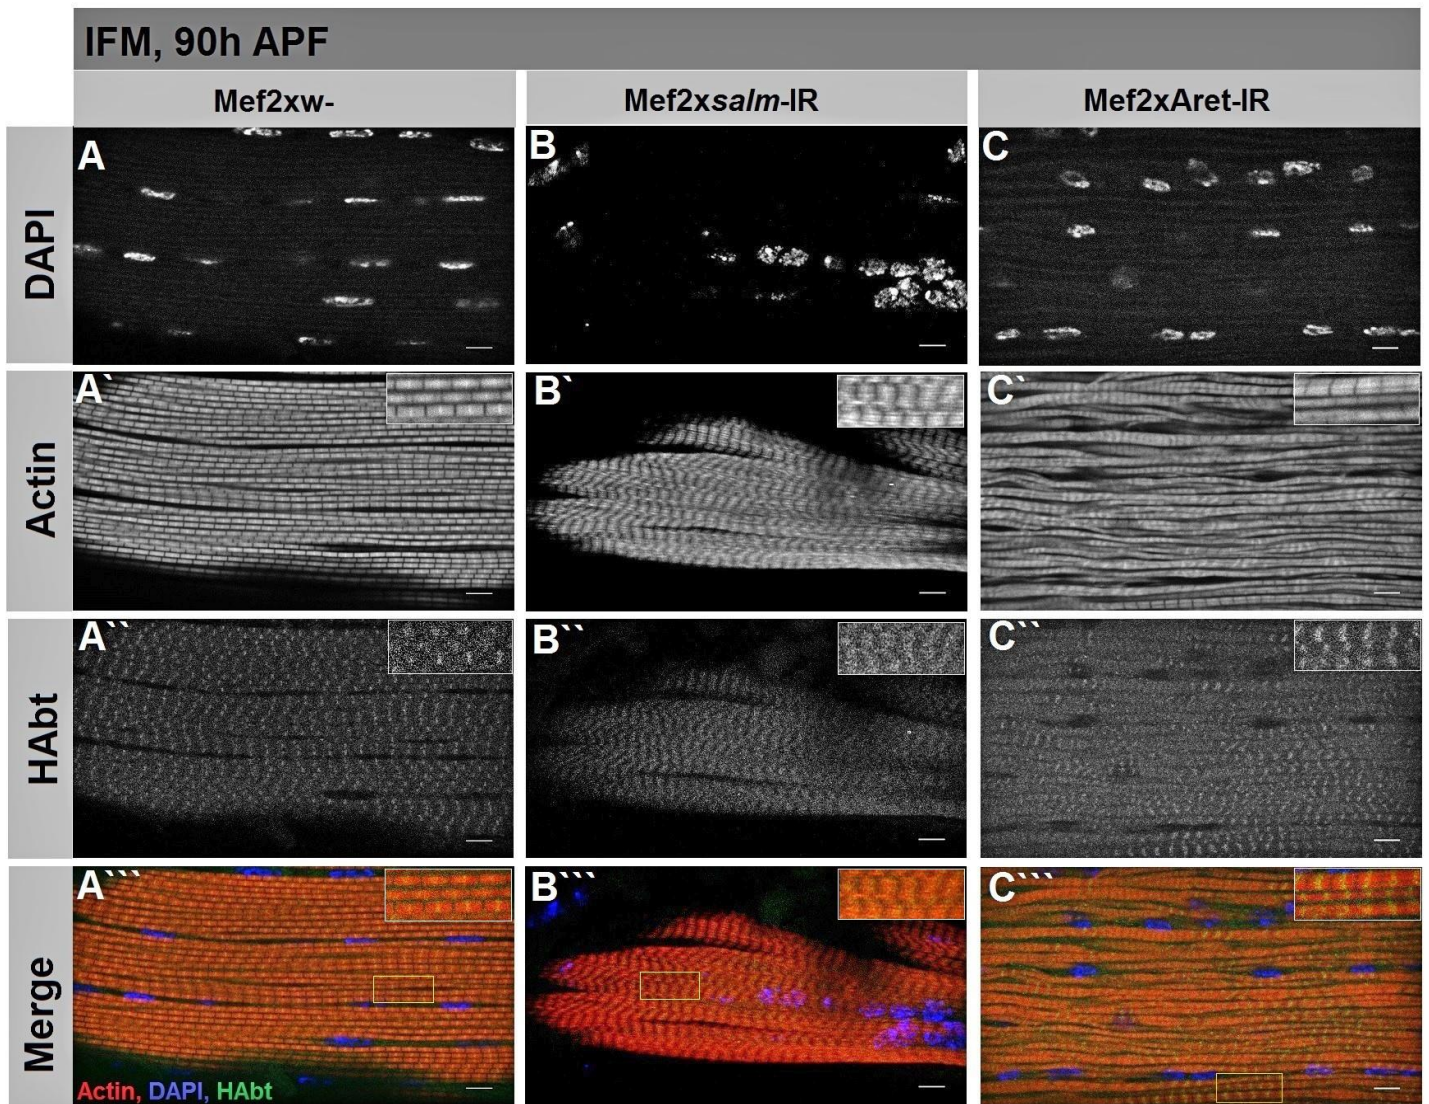 IFM, 90h APF
Mef2xw- Mef2xsalm-IR Mef2xAret-IR
DAPI A B C
Actin A` B` C`
HAbt A`` B`` C``
Merge A``` B``` C```
Actin, DAPI, HAbt